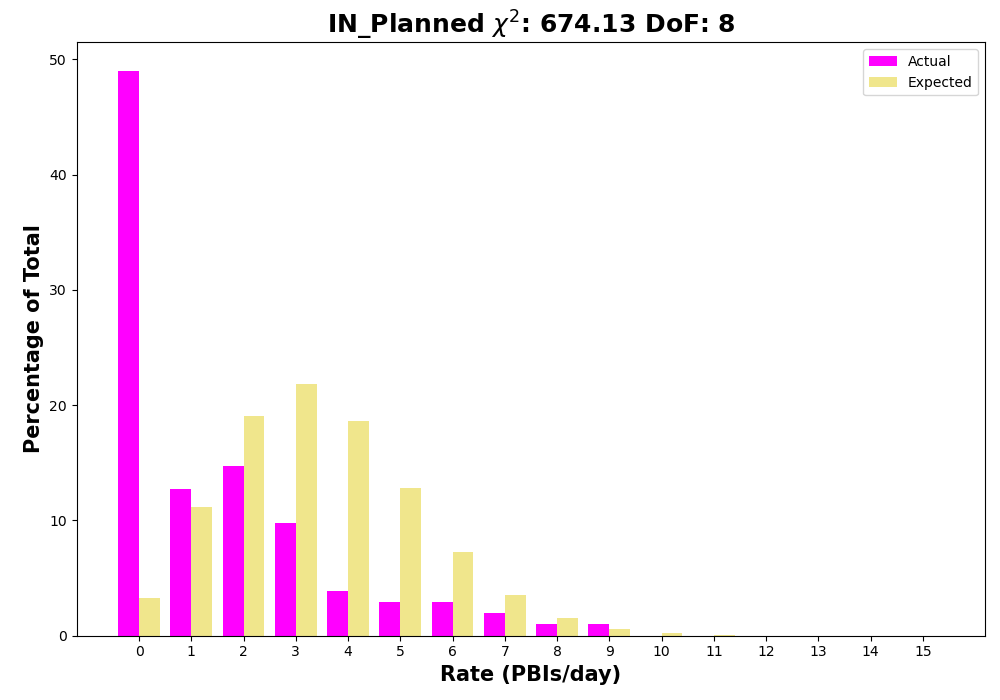 IN_Planned χ²: 674.13 DoF: 8
Actual
Expected
50
40
30
20
10
0
Percentage of Total
0 1 2 3 4 5 6 7 8 9 10 11 12 13 14 15
Rate (PBIs/day)